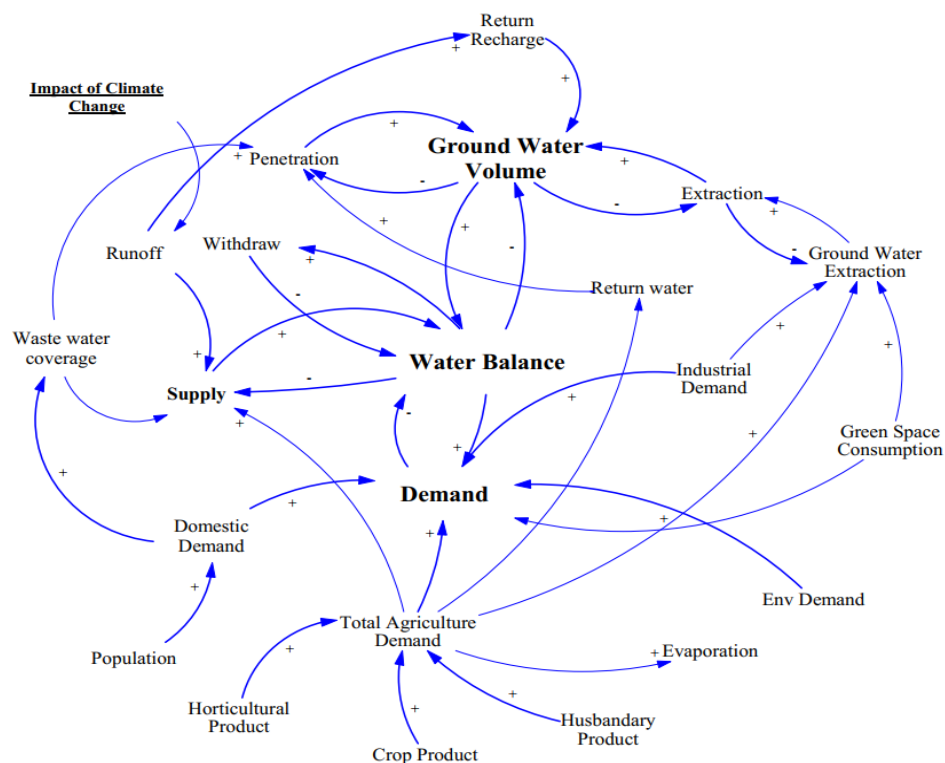 Return
Recharge
+
+
Impact of Climate
Change
+
+ Penetration
Ground Water
Volume
+
-
Extraction
-
+
+
Runoff
Withdraw
+
+
-
-
Ground Water
Extraction
-
Return water
Waste water
coverage
+
+
+
-
Water Balance
Industrial
Demand
Supply
+
-
+
+
+
Green Space
Consumption
+
+
Demand
+
+
Domestic
Demand
+
+
+
Env Demand
Total Agriculture
Demand
+ Evaporation
Population
+
+
+
Horticultural
Product
Husbandary
Product
Crop Product